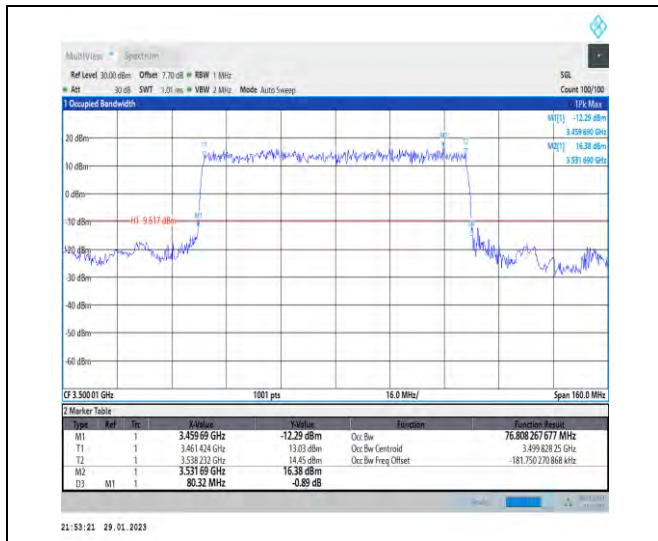 MultiView Spectrum
Ref Level 30.00 dBm Offset 7.70 dB RBW 1 MHz SGL
Att 30 dB SWT 1.01 ms VBW 2 MHz Mode Auto Sweep Count 100/100
1 Occupied Bandwidth 1Pk Max
M1[1] -12.29 dBm
3.459 690 GHz
M2[1] 16.38 dBm
3.531 690 GHz
20 dBm
10 dBm
0 dBm
-10 dBm
H1 9.617 dBm
M1
-20 dBm
-30 dBm
-40 dBm
-50 dBm
-60 dBm
CF 3.500 01 GHz 1001 pts 16.0 MHz/ Span 160.0 MHz
2 Marker Table
Type Ref Trc X-Value Y-Value Function Function Result
M1 1 3.459 69 GHz -12.29 dBm Occ Bw 76.808 267 677 MHz
T1 1 3.461 424 GHz 13.03 dBm Occ Bw Centroid 3.499 828 25 GHz
T2 1 3.538 232 GHz 14.45 dBm Occ Bw Freq Offset -181.750 270 868 kHz
M2 1 3.531 69 GHz 16.38 dBm
D3 M1 1 80.32 MHz -0.89 dB
21:53:21 29.01.2023